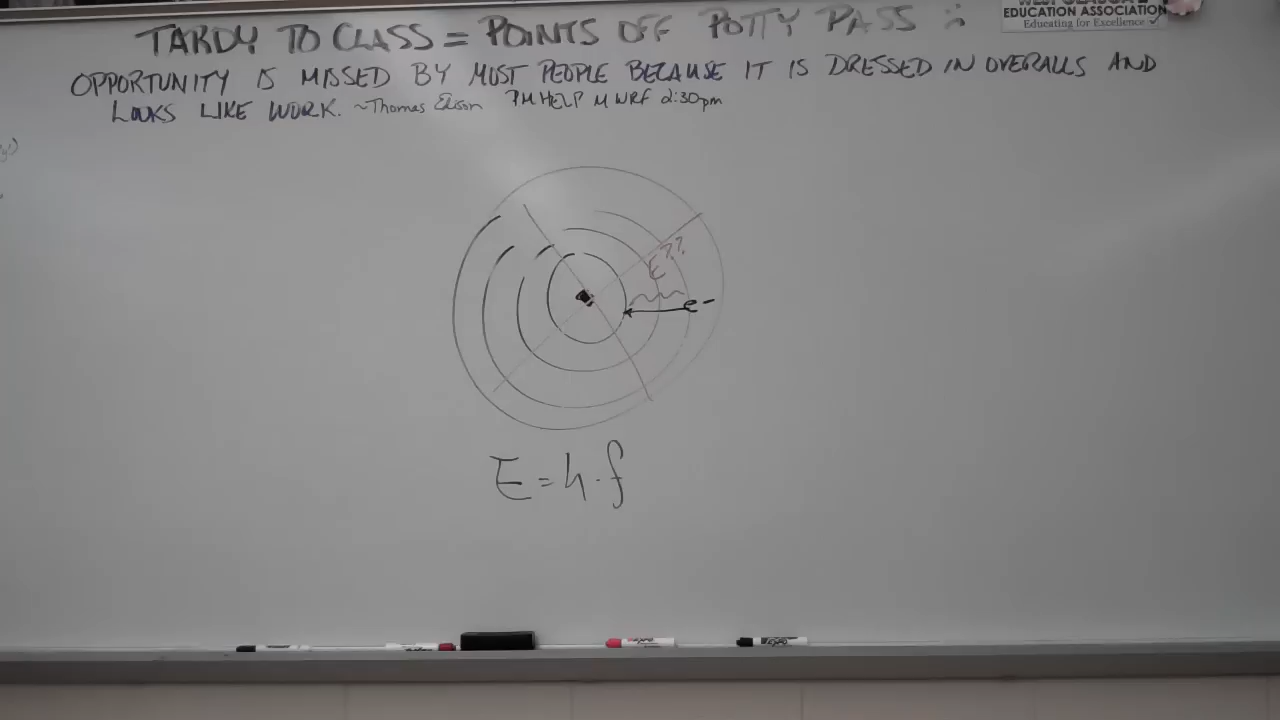 TARDY TO CLASS = POINTS OFF POTTY PASS
EDUCATION ASSOCIATION
Educating for Excellence
OPPORTUNITY IS MISSED BY MOST PEOPLE BECAUSE IT IS DRESSED IN OVERALLS AND
LOOKS LIKE WORK. ~Thomas Edison PM HELP M WRF 2:30pm
E??
e-
E = h · f